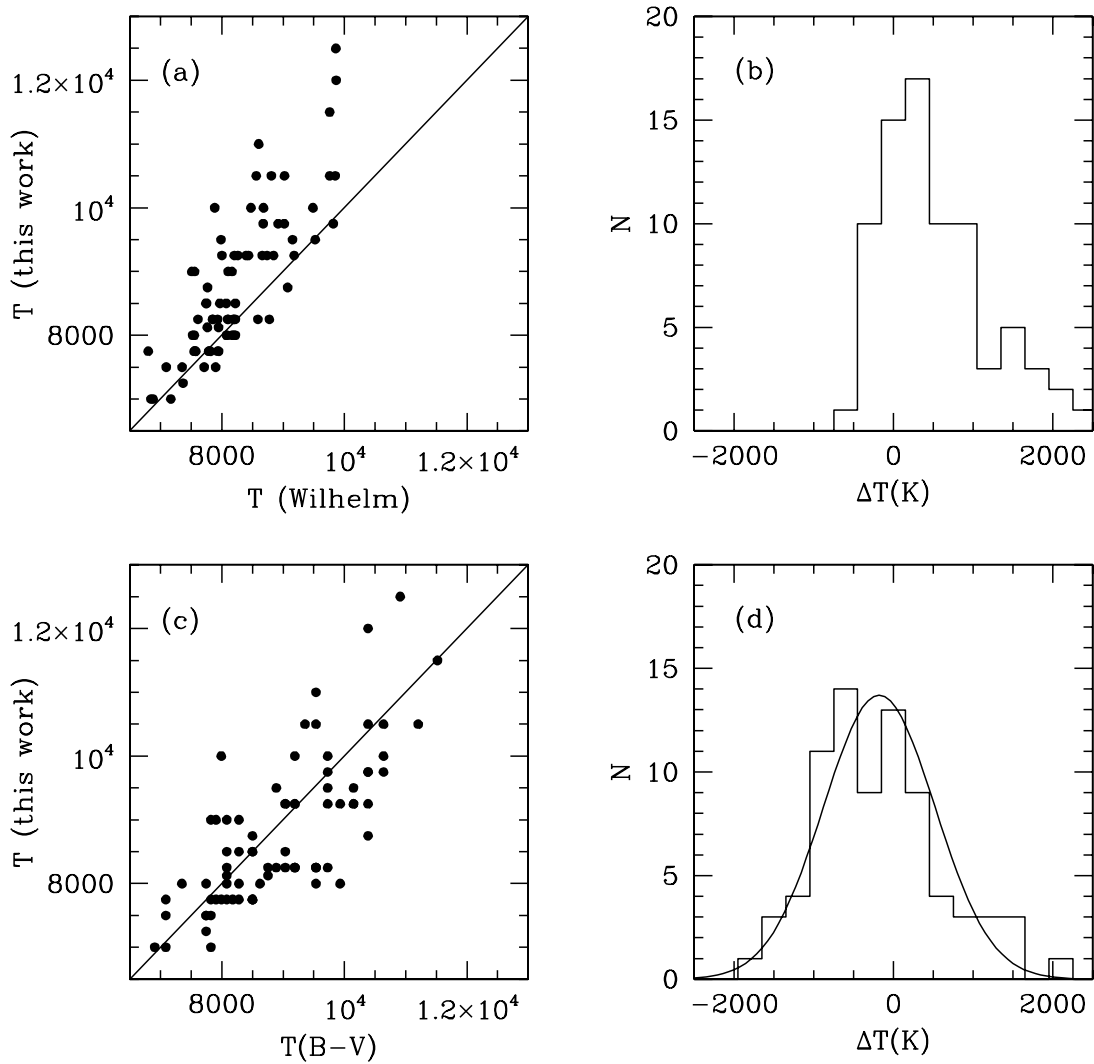 (a)
1.2×10⁴
10⁴
8000
T (this work)
8000 10⁴ 1.2×10⁴
T (Wilhelm)
(b)
20
15
10
5
0
N
−2000 0 2000
ΔT(K)
(c)
1.2×10⁴
10⁴
8000
T (this work)
8000 10⁴ 1.2×10⁴
T(B−V)
(d)
20
15
10
5
0
N
−2000 0 2000
ΔT(K)